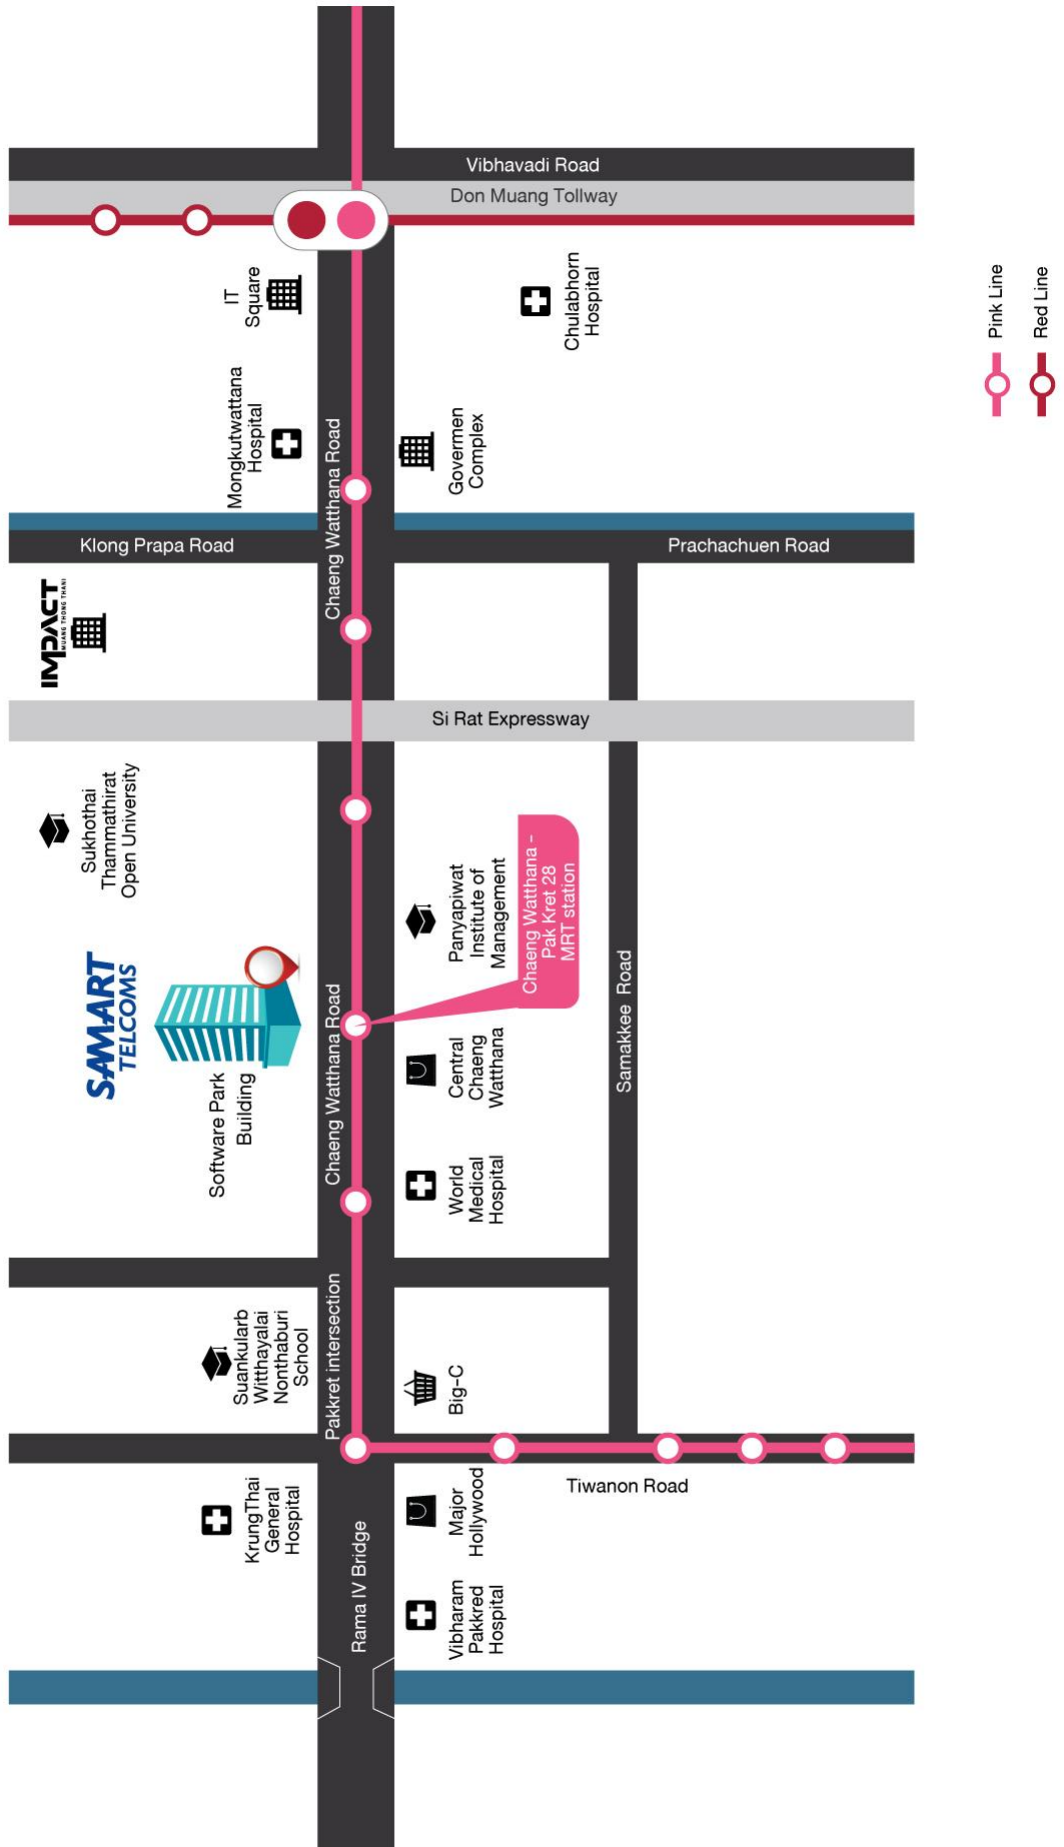 Vibhavadi Road
Don Muang Tollway
IT
Square
Chulabhorn
Hospital
Pink Line
Red Line
Mongkutwattana
Hospital
Chaeng Watthana Road
Governmen
Complex
Klong Prapa Road
Prachachuen Road
IMPACT
MUANG THONG THANI
Si Rat Expressway
Sukhothai
Thammathirat
Open University
Panyapiwat
Institute of
Management
Chaeng Watthana -
Pak Kret 28
MRT station
SAMART
TELCOMS
Software Park
Building
Chaeng Watthana Road
Central
Chaeng
Watthana
Samakkee Road
World
Medical
Hospital
Suankularb
Witthayalai
Nonthaburi
School
Pakkret intersection
Big-C
KrungThai
General
Hospital
Major
Hollywood
Tiwanon Road
Rama IV Bridge
Vibharam
Pakkred
Hospital